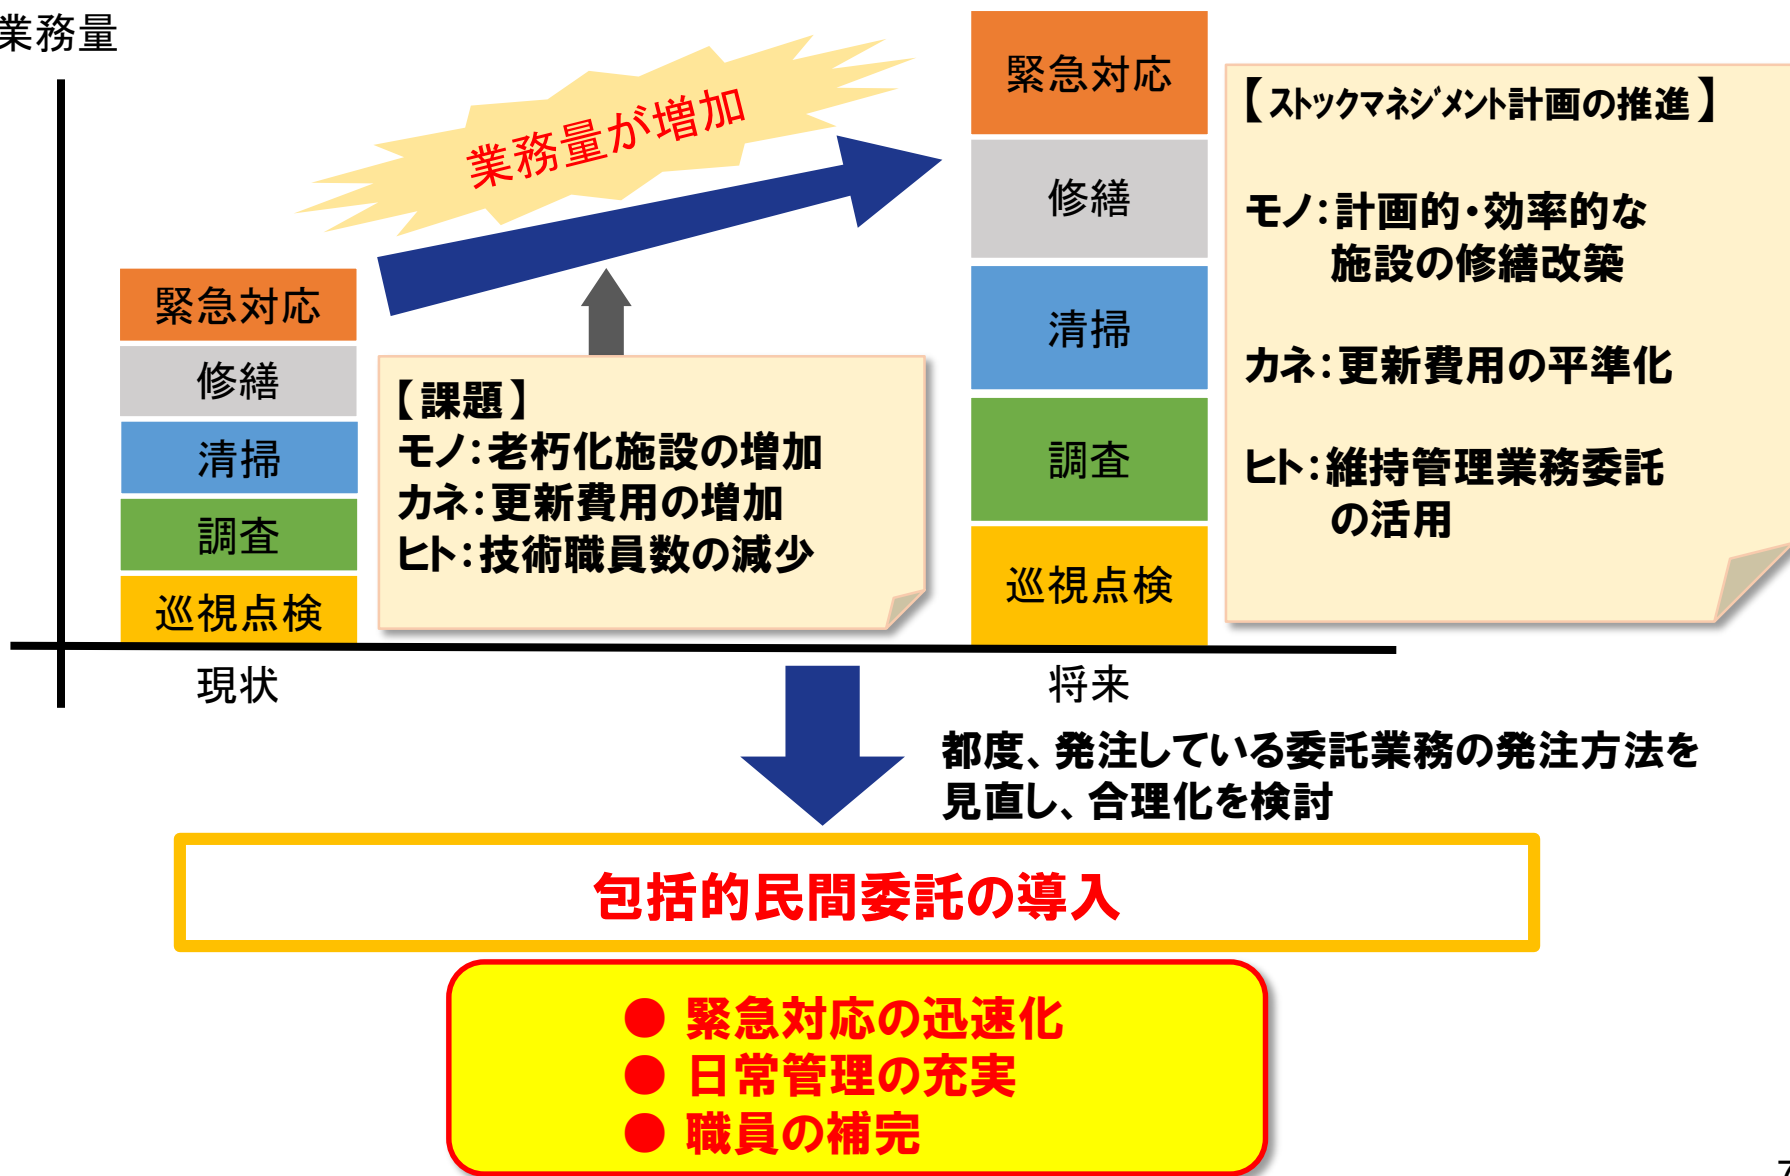 業務量
業務量が増加
緊急対応
修繕
清掃
調査
巡視点検
現状
【課題】
モノ：老朽化施設の増加
カネ：更新費用の増加
ヒト：技術職員数の減少
緊急対応
修繕
清掃
調査
巡視点検
将来
【ストックマネジメント計画の推進】
モノ：計画的・効率的な
施設の修繕改築
カネ：更新費用の平準化
ヒト：維持管理業務委託
の活用
都度、発注している委託業務の発注方法を
見直し、合理化を検討
包括的民間委託の導入
● 緊急対応の迅速化
● 日常管理の充実
● 職員の補完